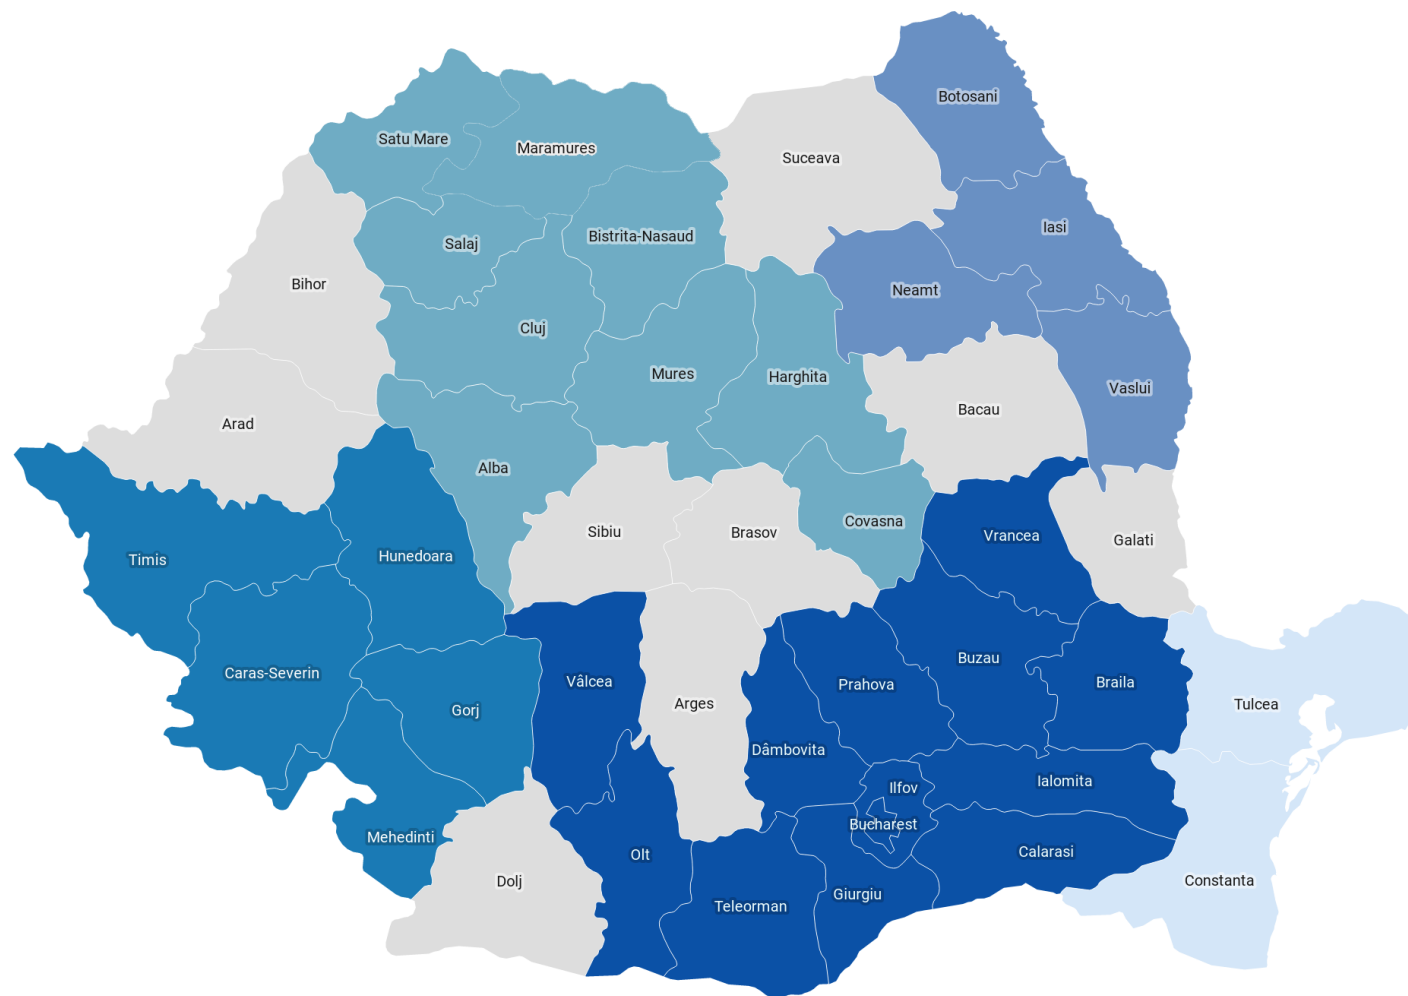 Botosani
Satu Mare
Maramures
Suceava
Iasi
Salaj
Bistrita-Nasaud
Bihor
Neamt
Cluj
Mures
Harghita
Vaslui
Arad
Bacau
Alba
Covasna
Sibiu
Brasov
Vrancea
Galati
Timis
Hunedoara
Caras-Severin
Vâlcea
Buzau
Prahova
Braila
Gorj
Arges
Tulcea
Dâmbovita
Ilfov
Ialomita
Bucharest
Mehedinti
Olt
Calarasi
Dolj
Constanta
Giurgiu
Teleorman